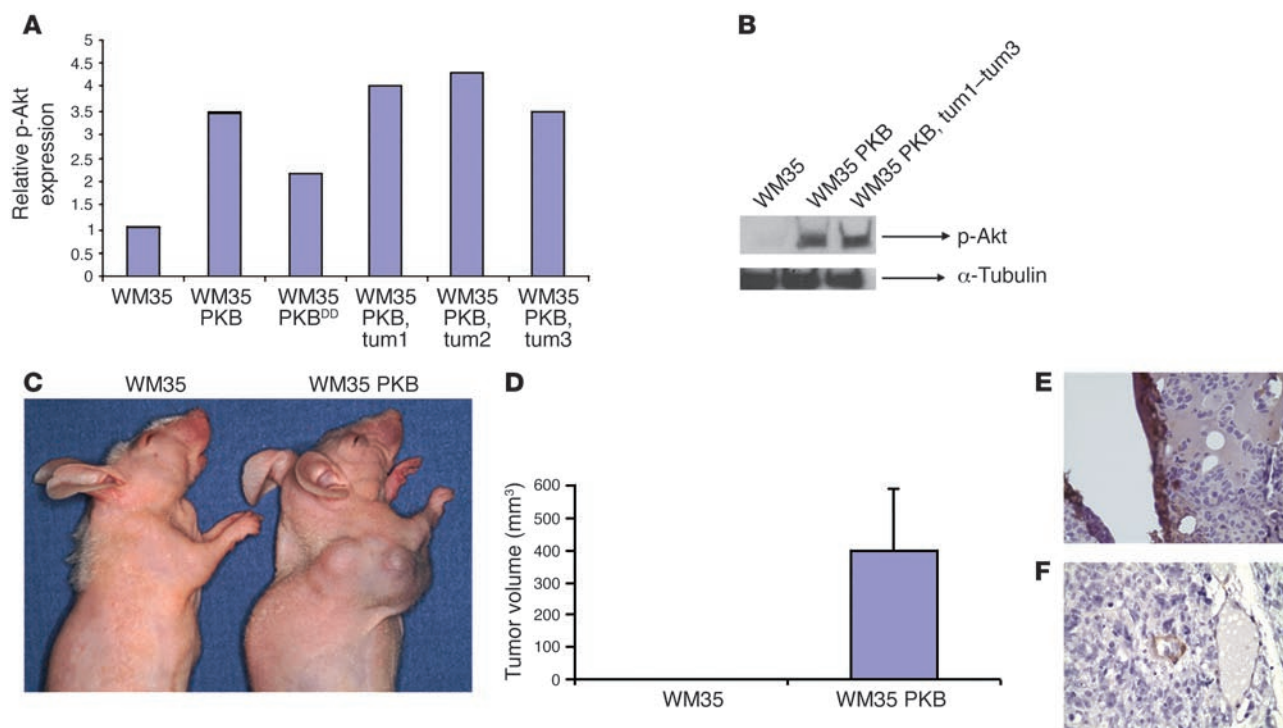 A
Relative p-Akt
expression
5
4.5
4
3.5
3
2.5
2
1.5
1
0.5
0
WM35
WM35
PKB
WM35
PKB^DD
WM35
PKB,
tum1
WM35
PKB,
tum2
WM35
PKB,
tum3
B
WM35
WM35 PKB
WM35 PKB, tum1–tum3
p-Akt
α-Tubulin
C
WM35
WM35 PKB
D
Tumor volume (mm³)
600
500
400
300
200
100
0
WM35
WM35 PKB
E
F